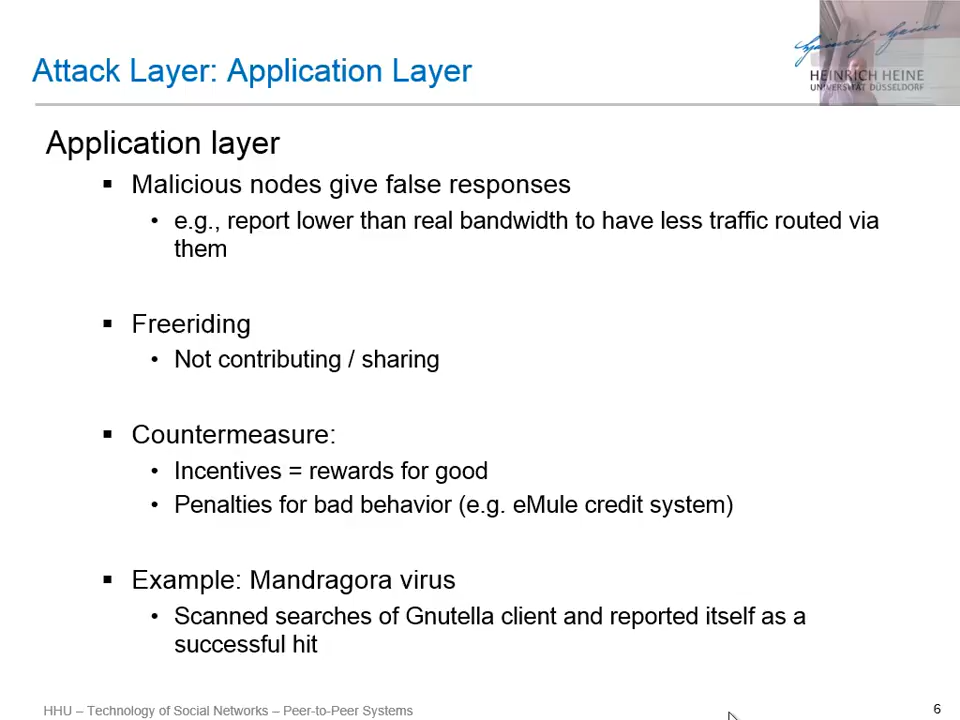 Attack Layer: Application Layer
Heinrich Heine
HEINRICH HEINE
UNIVERSITÄT DÜSSELDORF
Application layer
▪ Malicious nodes give false responses
• e.g., report lower than real bandwidth to have less traffic routed via
them
▪ Freeriding
• Not contributing / sharing
▪ Countermeasure:
• Incentives = rewards for good
• Penalties for bad behavior (e.g. eMule credit system)
▪ Example: Mandragora virus
• Scanned searches of Gnutella client and reported itself as a
successful hit
HHU – Technology of Social Networks – Peer-to-Peer Systems
6